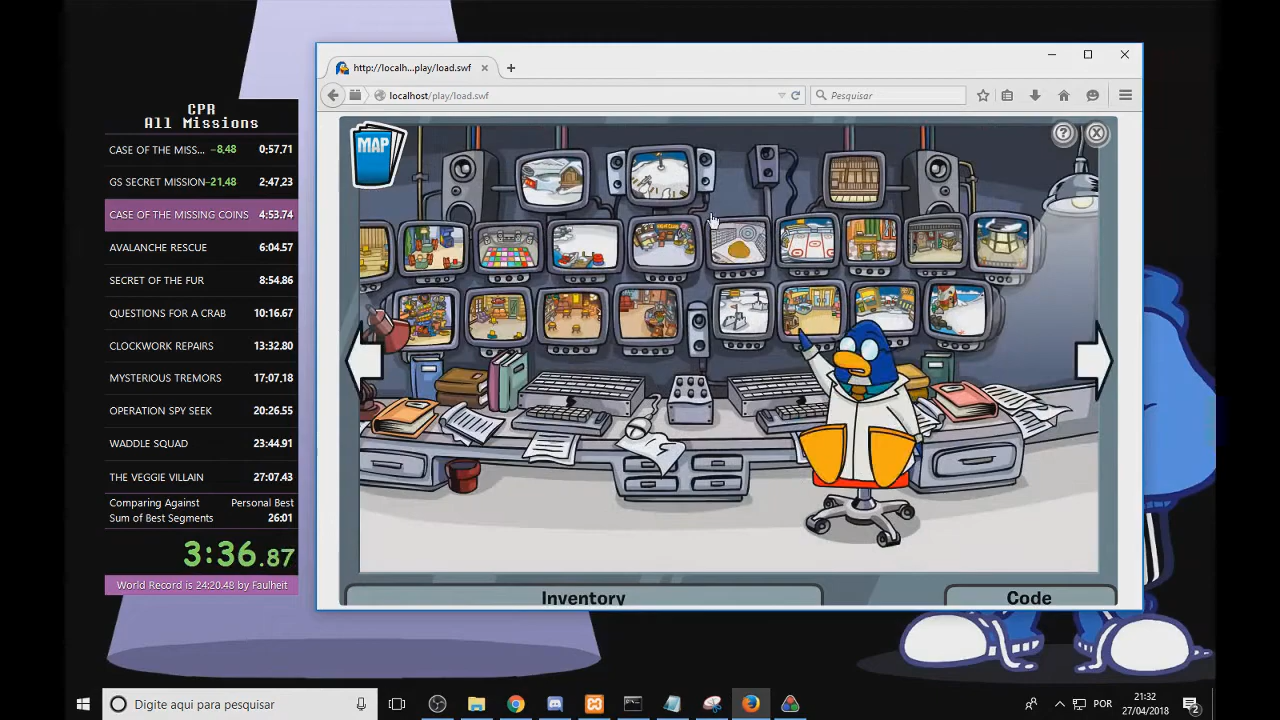 CPR
All Missions
CASE OF THE MISS... -8,48 0:57,71
GS SECRET MISSION -21,48 2:47,23
CASE OF THE MISSING COINS 4:53.74
AVALANCHE RESCUE 6:04.57
SECRET OF THE FUR 8:54.86
QUESTIONS FOR A CRAB 10:16.67
CLOCKWORK REPAIRS 13:32.80
MYSTERIOUS TREMORS 17:07.18
OPERATION SPY SEEK 20:26.55
WADDLE SQUAD 23:44.91
THE VEGGIE VILLAIN 27:07.43
Comparing Against Personal Best
Sum of Best Segments 26:01
3:36.87
World Record is 24:20.48 by Faulheit
http://localh...play/load.swf
localhost/play/load.swf
Pesquisar
MAP
?
Inventory
Code
Digite aqui para pesquisar
POR
21:32
27/04/2018
2